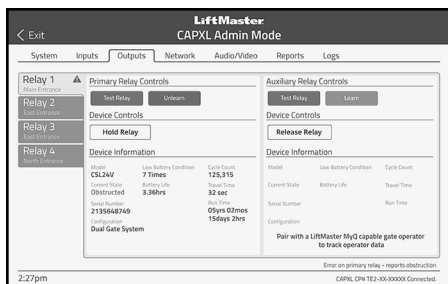 LiftMaster
Exit
CAPXL Admin Mode
System Inputs Outputs Network Audio/Video Reports Logs
Relay 1
Main Entrance
Relay 2
East Entrance
Relay 3
East Entrance
Relay 4
North Entrance
Primary Relay Controls
Test Relay Unlearn
Device Controls
Hold Relay
Device Information
Model Low Battery Condition Cycle Count
CSL24V 7 Times 125,315
Current State Battery Life Travel Time
Obstructed 3.36hrs 32 sec
Serial Number Run Time
2135648749 05yrs 02mos
15days 2hrs
Configuration
Dual Gate System
Auxiliary Relay Controls
Test Relay Learn
Device Controls
Release Relay
Device Information
Model Low Battery Condition Cycle Count
Current State Battery Life Travel Time
Serial Number Run Time
Configuration
Pair with a LiftMaster MyQ capable gate operator
to track operator data
Error on primary relay - reports obstruction
2:27pm
CAPXL CP# TE2-XX-XXXXX Connected.